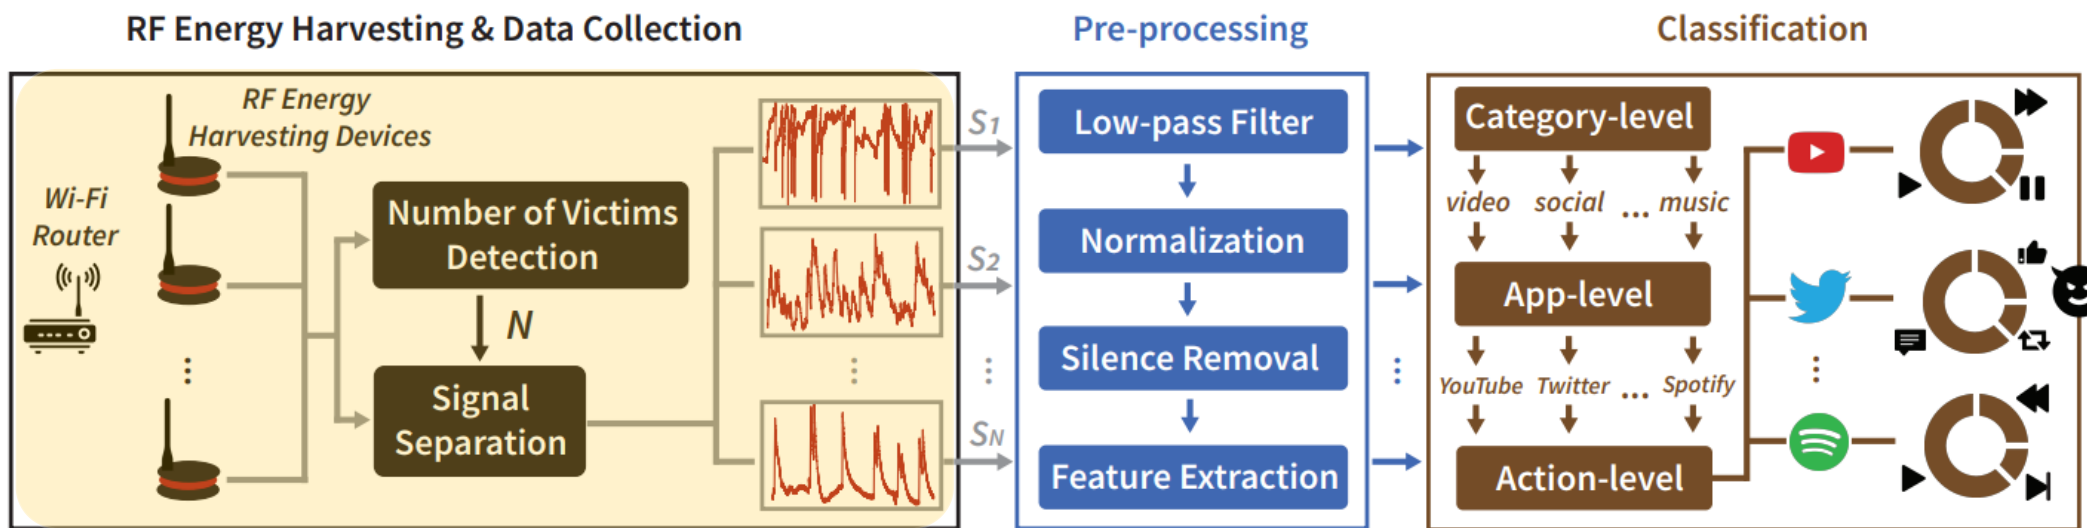 RF Energy Harvesting & Data Collection
Pre-processing
Classification
RF Energy
Harvesting Devices
Wi-Fi
Router
Number of Victims
Detection
N
Signal
Separation
S1
S2
SN
Low-pass Filter
Normalization
Silence Removal
Feature Extraction
Category-level
video social ... music
App-level
YouTube Twitter ... Spotify
Action-level